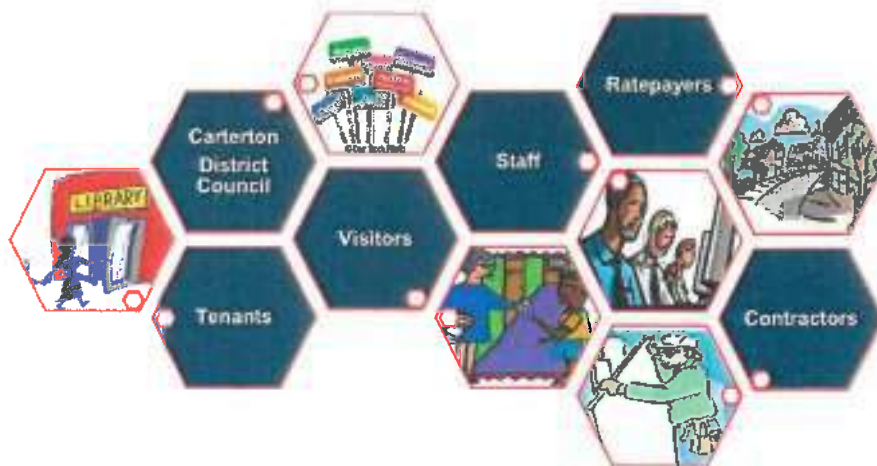 Ratepayers
Carterton
District
Council
Staff
LIBRARY
Visitors
Tenants
Contractors